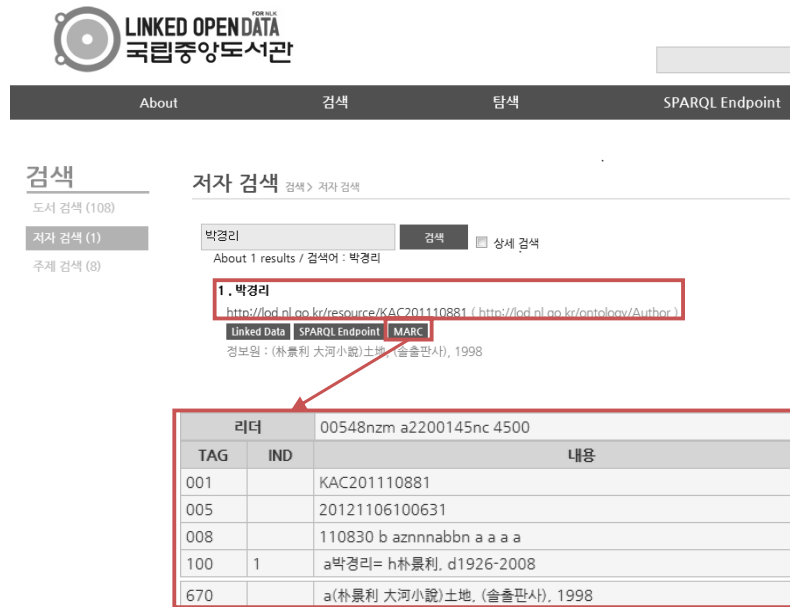 LINKED OPEN DATA
FOR NLK
국립중앙도서관
About 검색 탐색 SPARQL Endpoint
검색
도서 검색 (108)
저자 검색 (1)
주제 검색 (8)
저자 검색 검색> 저자 검색
박경리 검색 상세 검색
About 1 results / 검색어 : 박경리
1 . 박경리
http://lod.nl.go.kr/resource/KAC201110881 ( http://lod.nl.go.kr/ontology/Author )
Linked Data SPARQL Endpoint MARC
정보원 : (朴景利 大河小說)土地, (솔출판사), 1998
리더 00548nzm a2200145nc 4500
TAG IND 내용
001 KAC201110881
005 20121106100631
008 110830 b aznnnabbn a a a a
100 1 a박경리= h朴景利, d1926-2008
670 a(朴景利 大河小說)土地, (솔출판사), 1998